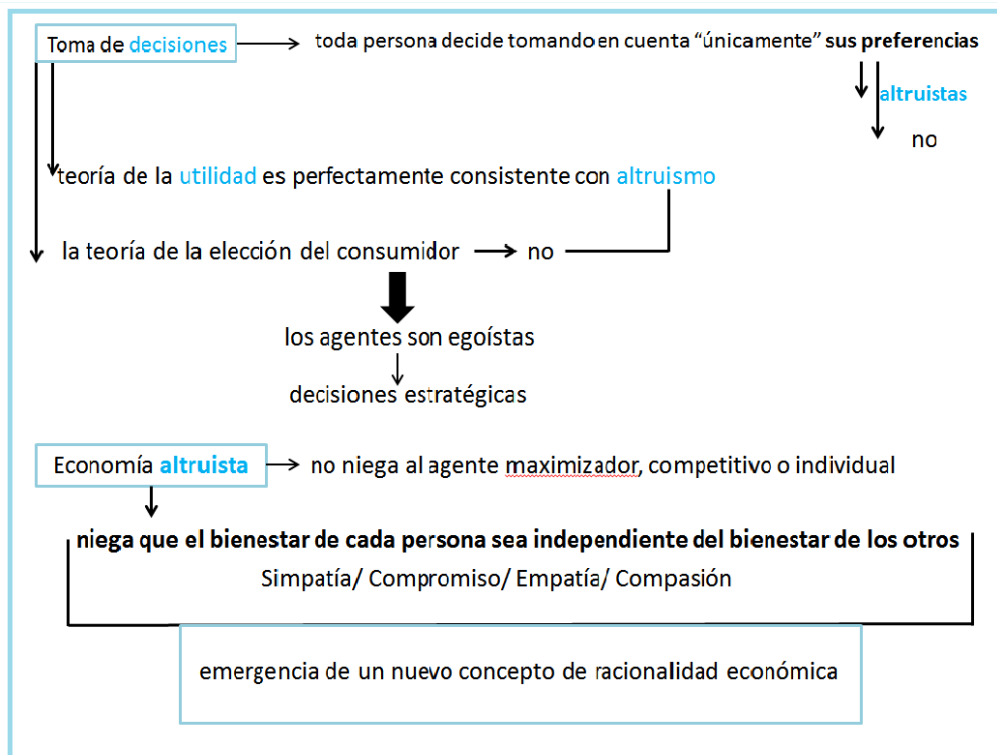 Toma de decisiones
toda persona decide tomando en cuenta “únicamente” sus preferencias
altruistas
no
teoría de la utilidad es perfectamente consistente con altruismo
la teoría de la elección del consumidor
no
los agentes son egoístas
decisiones estratégicas
Economía altruista
no niega al agente maximizador, competitivo o individual
niega que el bienestar de cada persona sea independiente del bienestar de los otros
Simpatía/ Compromiso/ Empatía/ Compasión
emergencia de un nuevo concepto de racionalidad económica